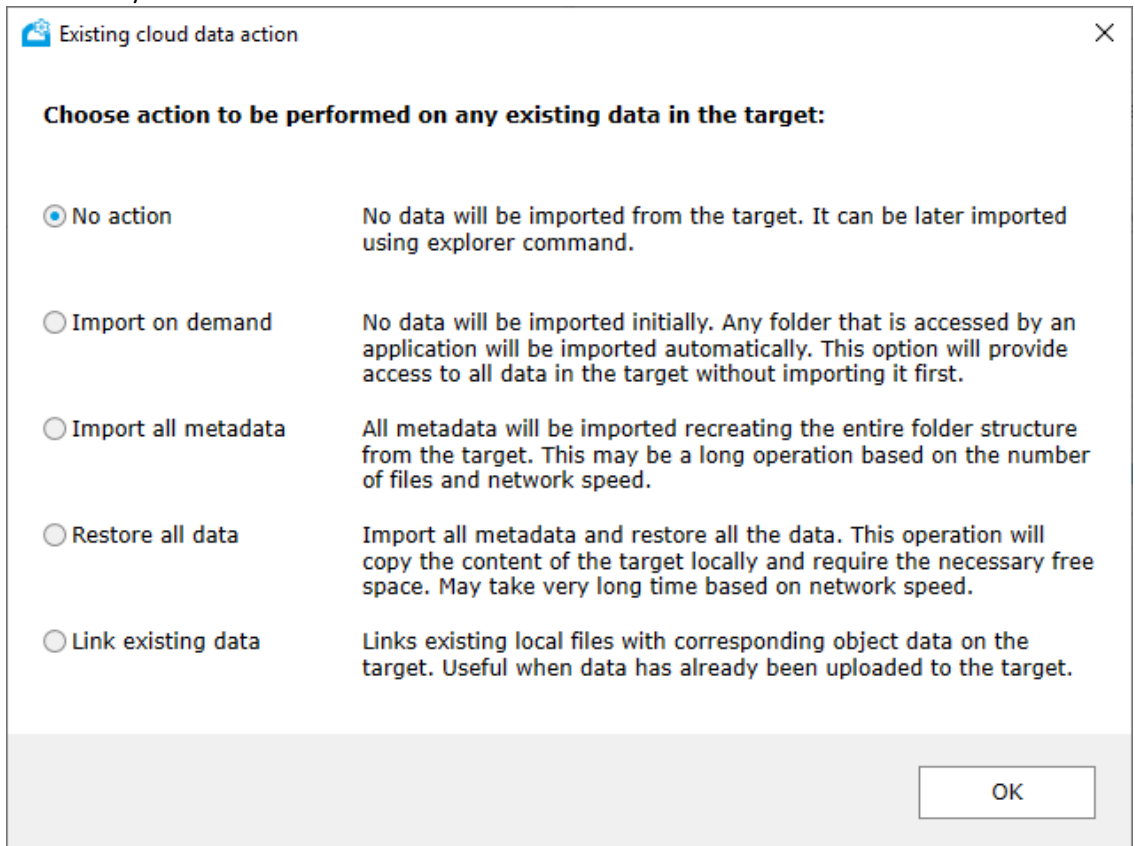 Existing cloud data action
Choose action to be performed on any existing data in the target:
No action
No data will be imported from the target. It can be later imported
using explorer command.
Import on demand
No data will be imported initially. Any folder that is accessed by an
application will be imported automatically. This option will provide
access to all data in the target without importing it first.
Import all metadata
All metadata will be imported recreating the entire folder structure
from the target. This may be a long operation based on the number
of files and network speed.
Restore all data
Import all metadata and restore all the data. This operation will
copy the content of the target locally and require the necessary free
space. May take very long time based on network speed.
Link existing data
Links existing local files with corresponding object data on the
target. Useful when data has already been uploaded to the target.
OK